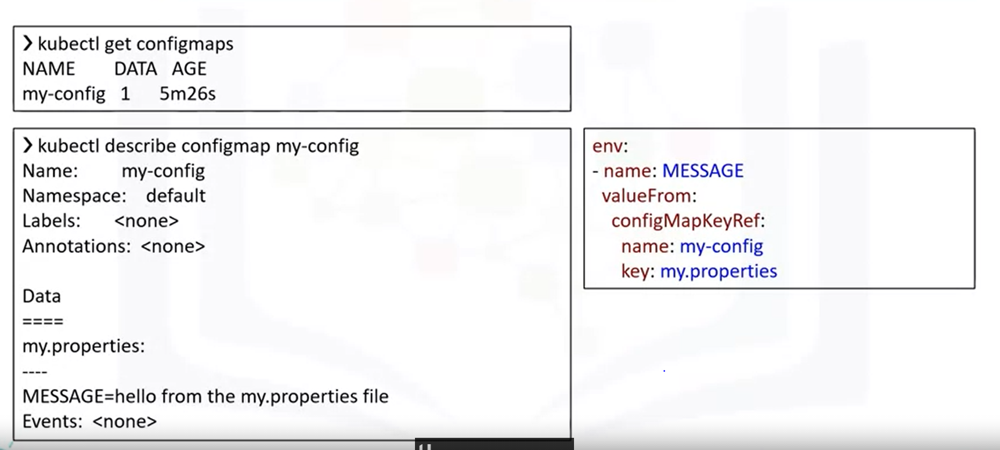 ❯ kubectl get configmaps
NAME DATA AGE
my-config 1 5m26s
❯ kubectl describe configmap my-config
Name: my-config
Namespace: default
Labels: <none>
Annotations: <none>
Data
====
my.properties:
----
MESSAGE=hello from the my.properties file
Events: <none>
env:
- name: MESSAGE
valueFrom:
configMapKeyRef:
name: my-config
key: my.properties